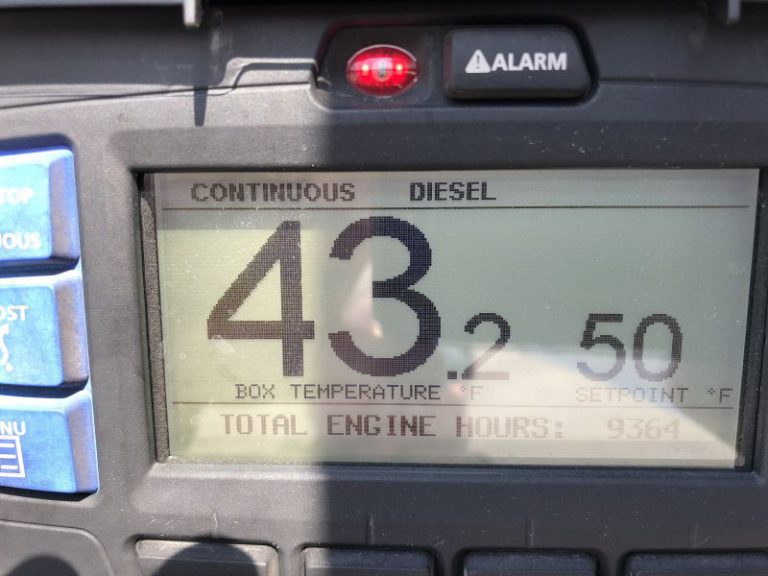 ALARM
CONTINUOUS DIESEL
43.2 50
BOX TEMPERATURE °F SETPOINT °F
TOTAL ENGINE HOURS: 9364